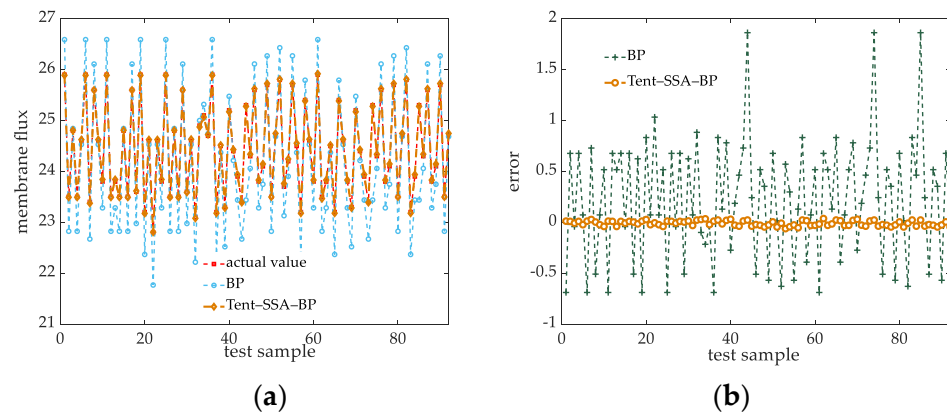 27
26
25
24
23
22
21
membrane flux
actual value
BP
Tent–SSA–BP
0
20
40
60
80
test sample
(a)
2
1.5
1
0.5
0
-0.5
-1
error
BP
Tent–SSA–BP
0
20
40
60
80
test sample
(b)